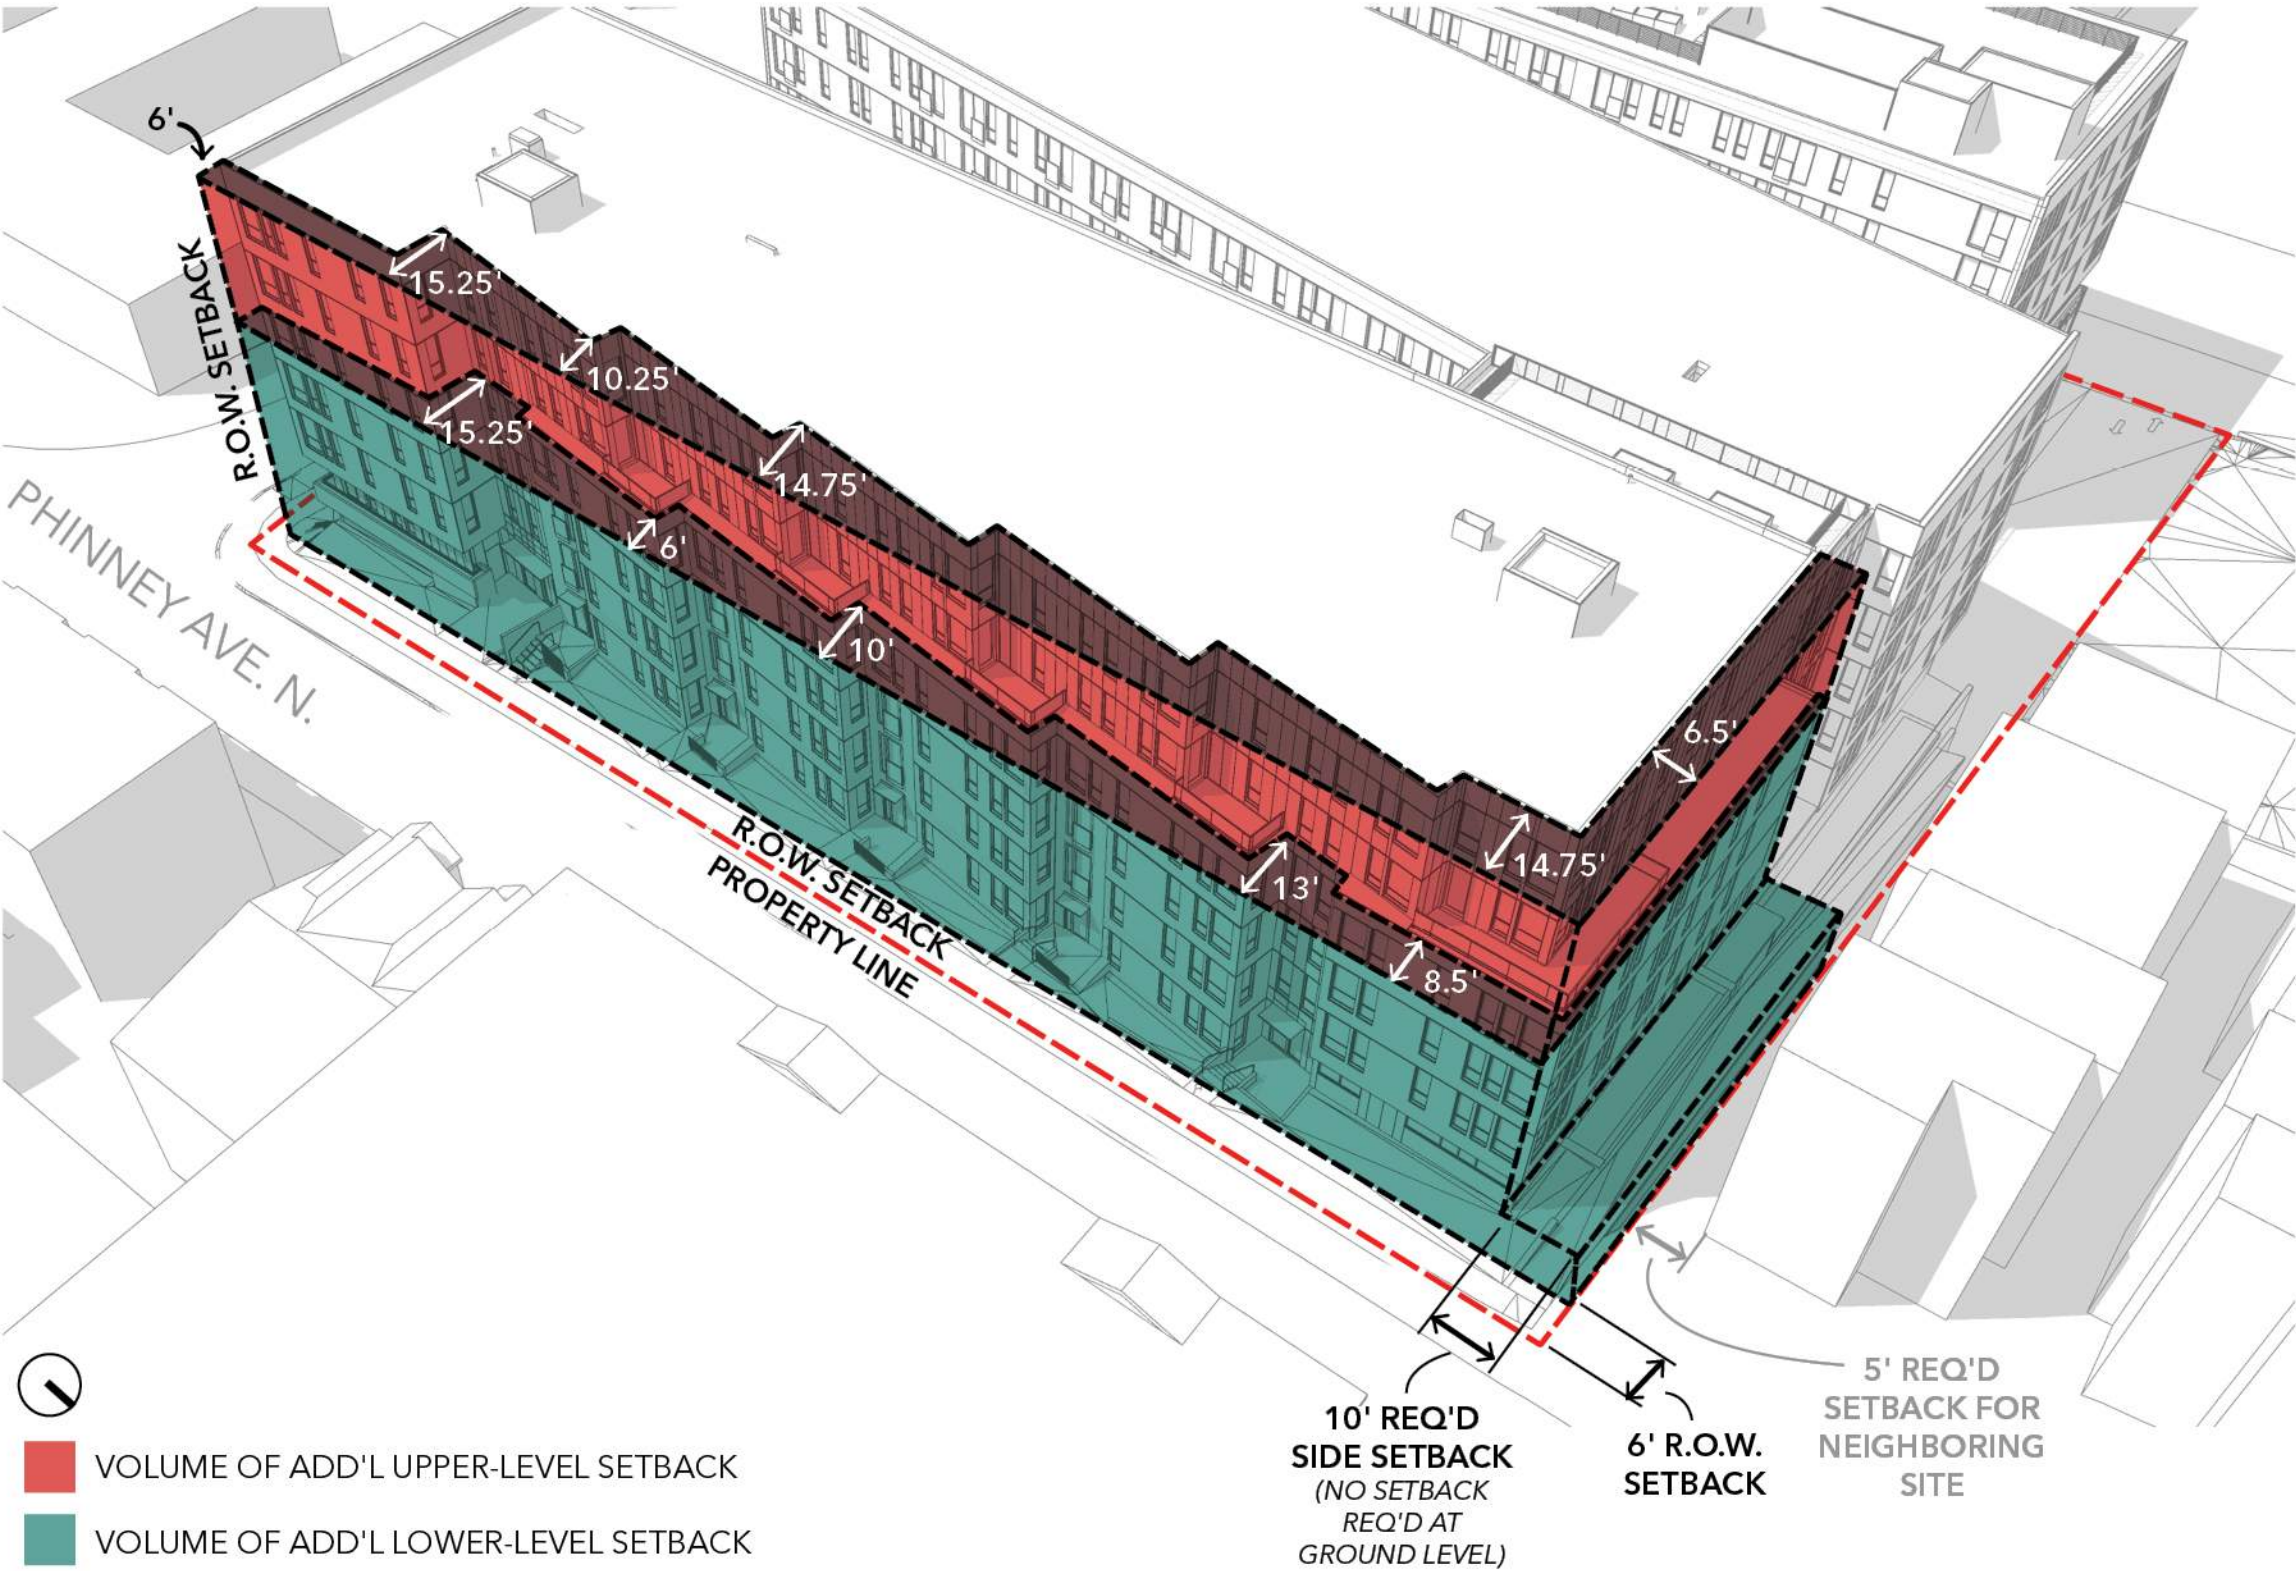 6'
15.25'
10.25'
14.75'
15.25'
6'
10'
13'
8.5'
14.75'
6.5'
R.O.W. SETBACK
PHINNEY AVE. N.
R.O.W. SETBACK
PROPERTY LINE
10' REQ'D
SIDE SETBACK
(NO SETBACK
REQ'D AT
GROUND LEVEL)
6' R.O.W.
SETBACK
5' REQ'D
SETBACK FOR
NEIGHBORING
SITE
VOLUME OF ADD'L UPPER-LEVEL SETBACK
VOLUME OF ADD'L LOWER-LEVEL SETBACK